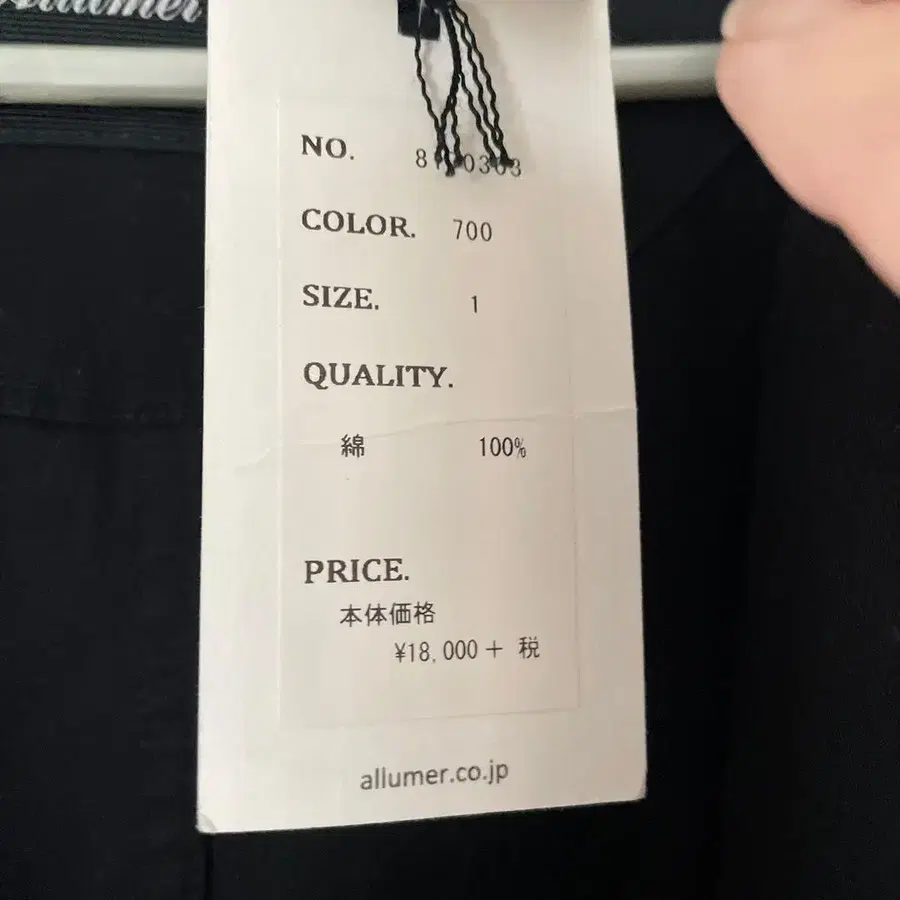 Allumer
NO.
COLOR. 700
SIZE. 1
QUALITY.
綿 100%
PRICE.
本体価格
¥18,000 + 税
allumer.co.jp